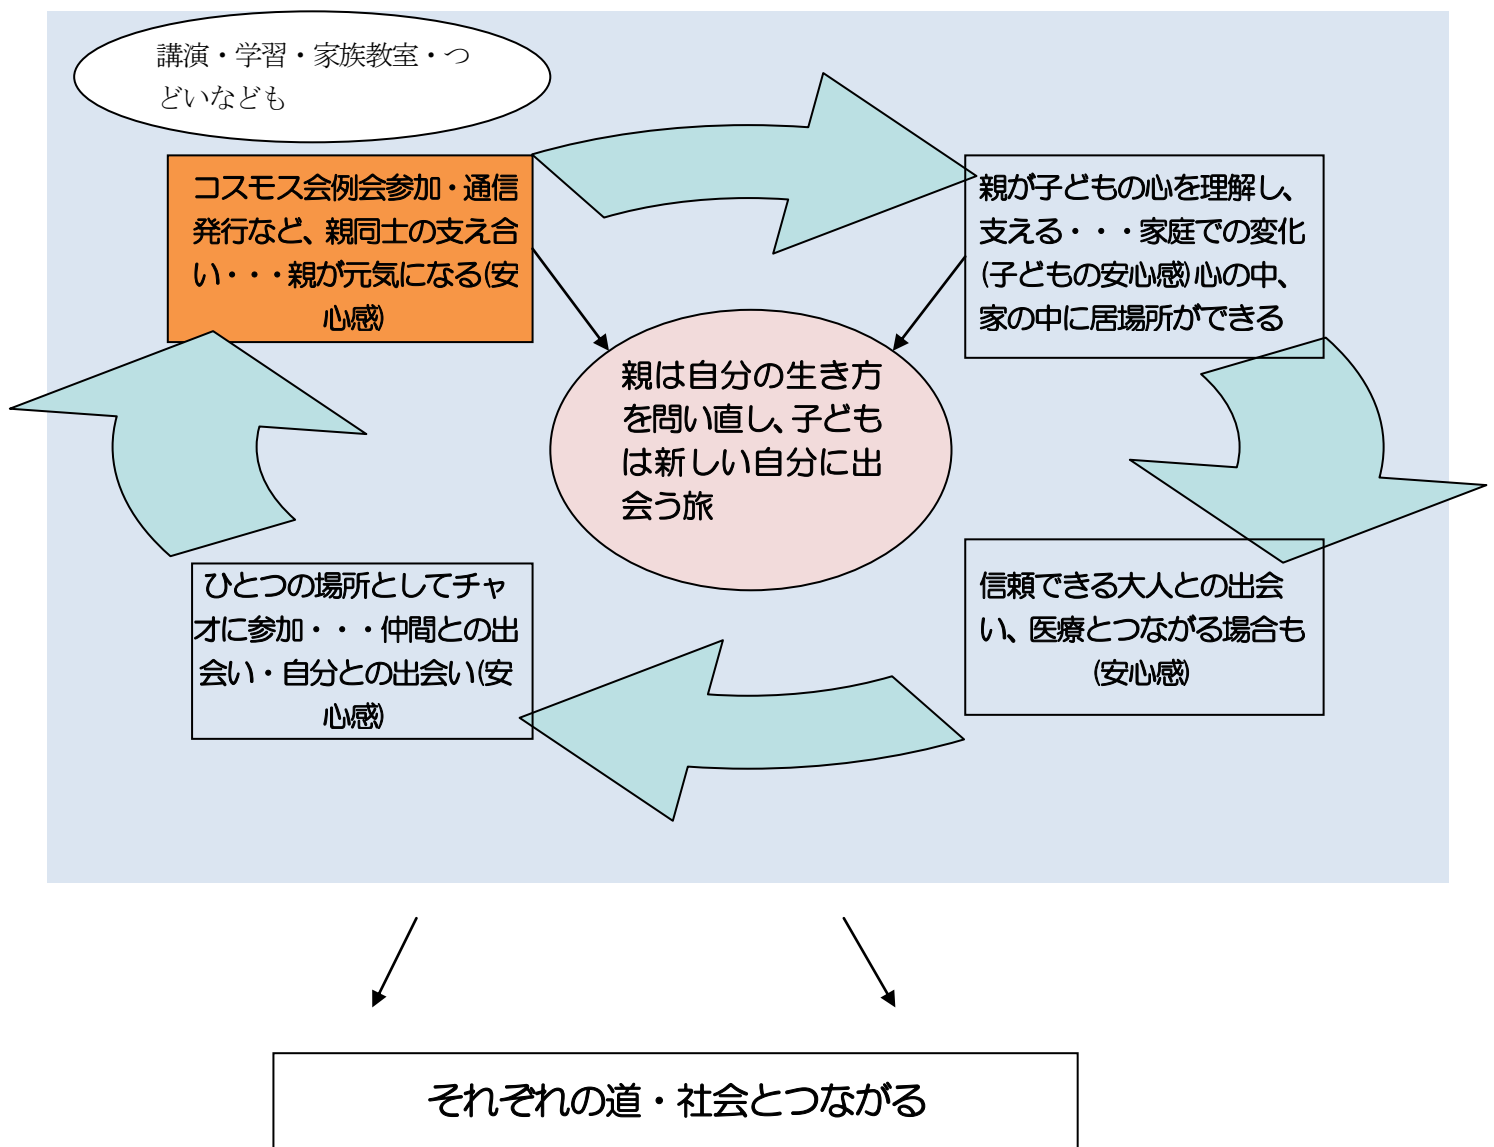 講演・学習・家族教室・つ
どいなども
コスモス会例会参加・通信
発行など、親同士の支え合
い・・・親が元気になる(安
心感)
親が子どもの心を理解し、
支える・・・家庭での変化
(子どもの安心感)心の中、
家の中に居場所ができる
親は自分の生き方
を問い直し、子ども
は新しい自分に出
会う旅
ひとつの場所としてチャ
オに参加・・・仲間との出
会い・自分との出会い(安
心感)
信頼できる大人との出会
い、医療とつながる場合も
(安心感)
それぞれの道・社会とつながる